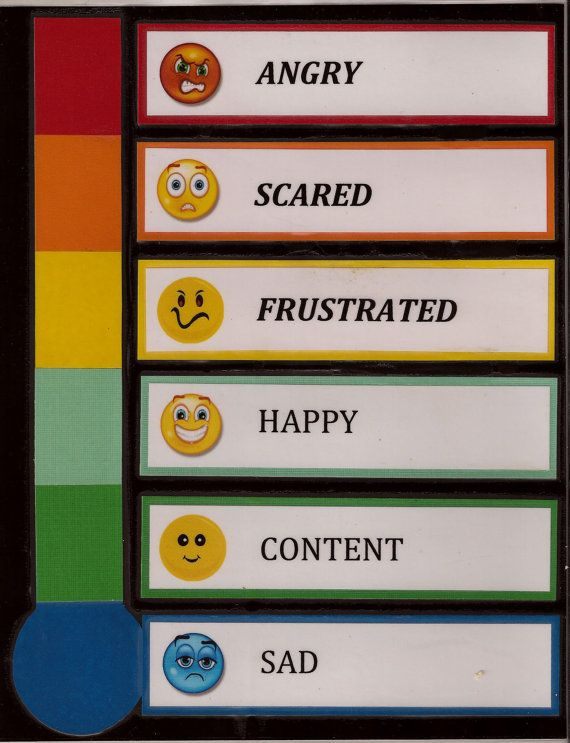 ANGRY
SCARED
FRUSTRATED
HAPPY
CONTENT
SAD